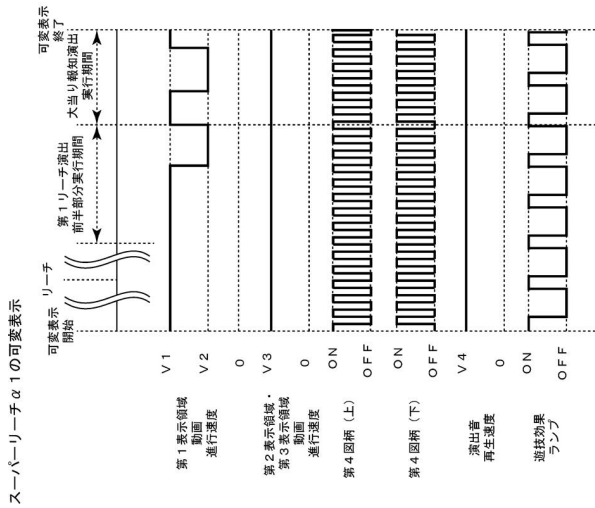 スーパーリーチα1の可変表示
可変表示
開始
リーチ
第1リーチ演出
前半部分実行期間
大当り報知演出
実行期間
可変表示
終了
第1表示領域
動画
進行速度
V1
V2
0
第2表示領域・
第3表示領域
動画
進行速度
V3
0
第4図柄（上）
ON
OFF
第4図柄（下）
ON
OFF
演出音
再生速度
V4
0
遊技効果
ランプ
ON
OFF